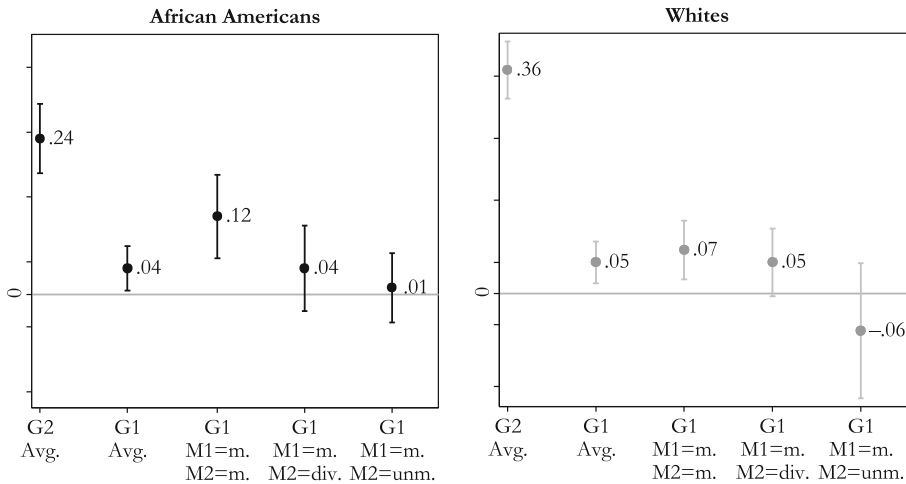 African Americans
.24
.04
.12
.04
.01
0
G2 G1 G1 G1 G1
Avg. Avg. M1=m. M1=m. M1=m.
M2=m. M2=div. M2=unm.
Whites
.36
.05
.07
.05
–.06
0
G2 G1 G1 G1 G1
Avg. Avg. M1=m. M1=m. M1=m.
M2=m. M2=div. M2=unm.